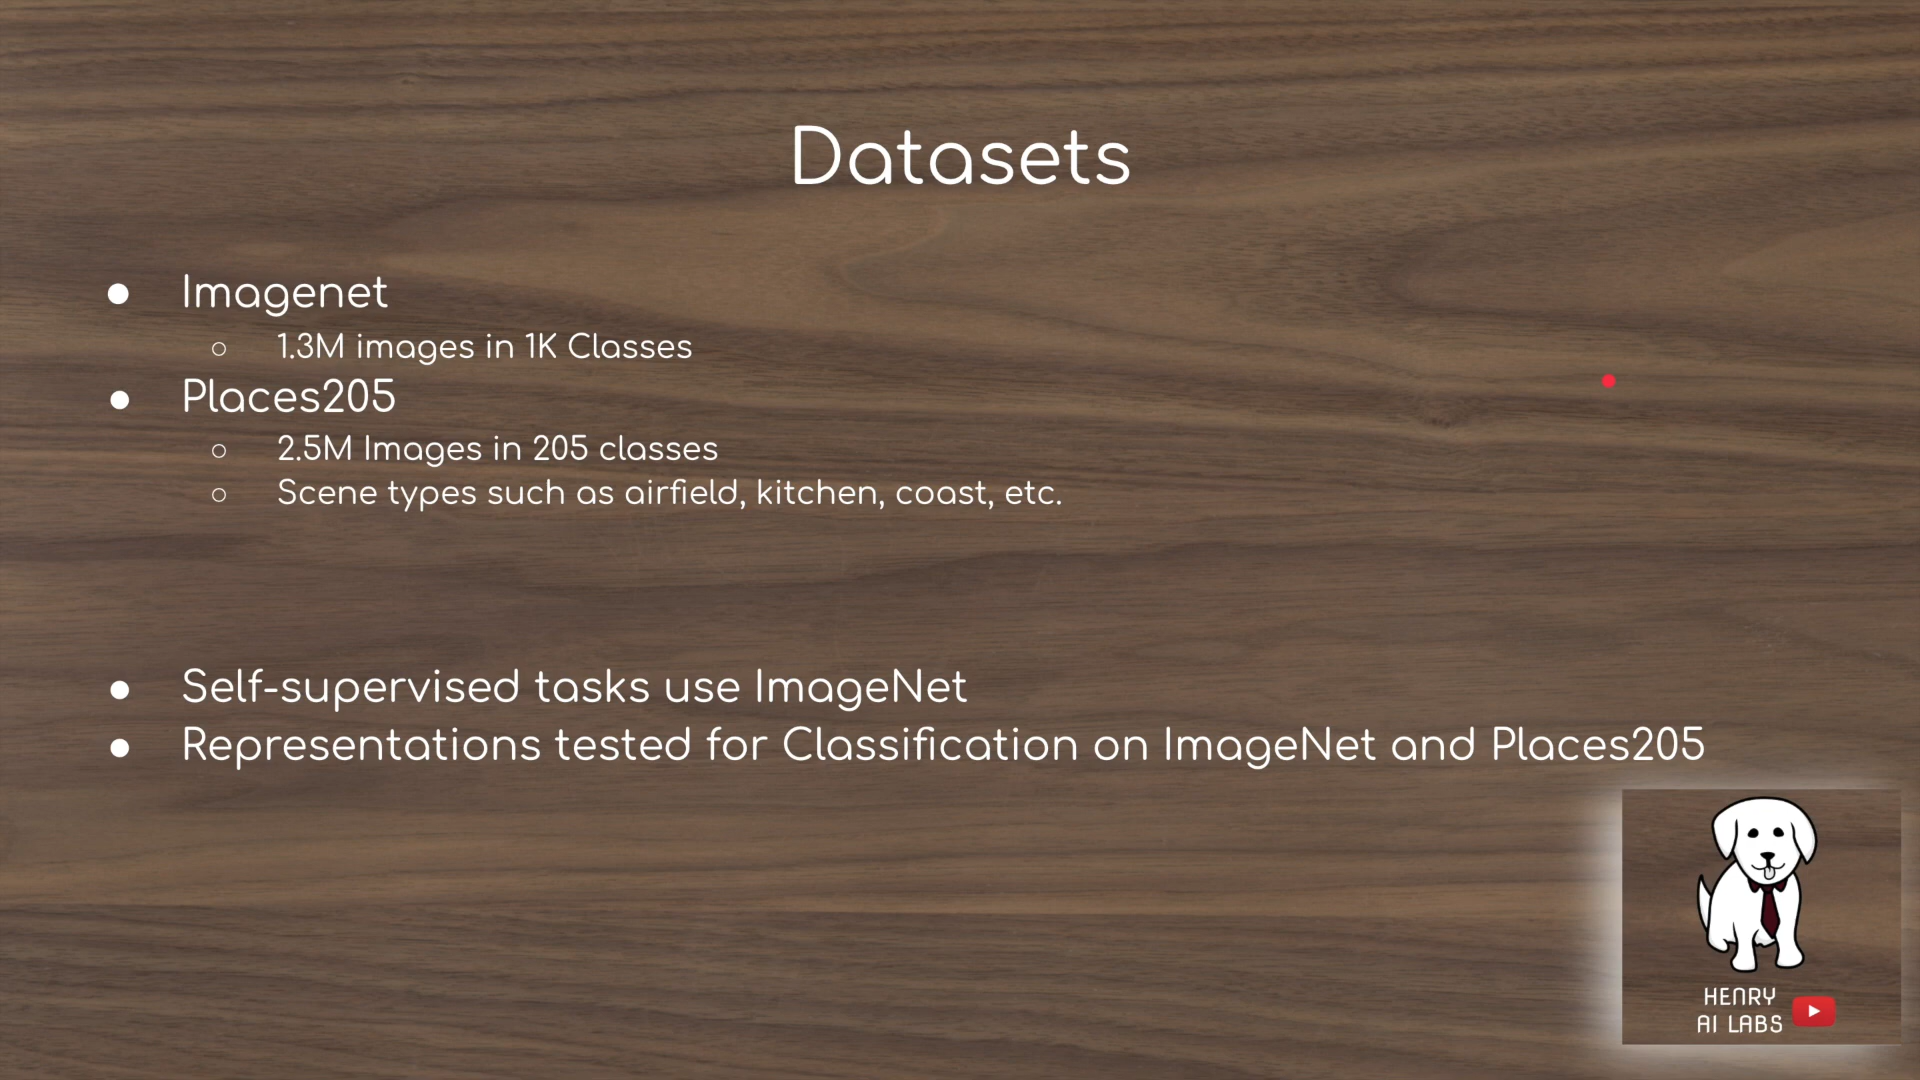 Datasets
● Imagenet
○ 1.3M images in 1K Classes
● Places205
○ 2.5M Images in 205 classes
○ Scene types such as airfield, kitchen, coast, etc.
● Self-supervised tasks use ImageNet
● Representations tested for Classification on ImageNet and Places205
HENRY
AI LABS